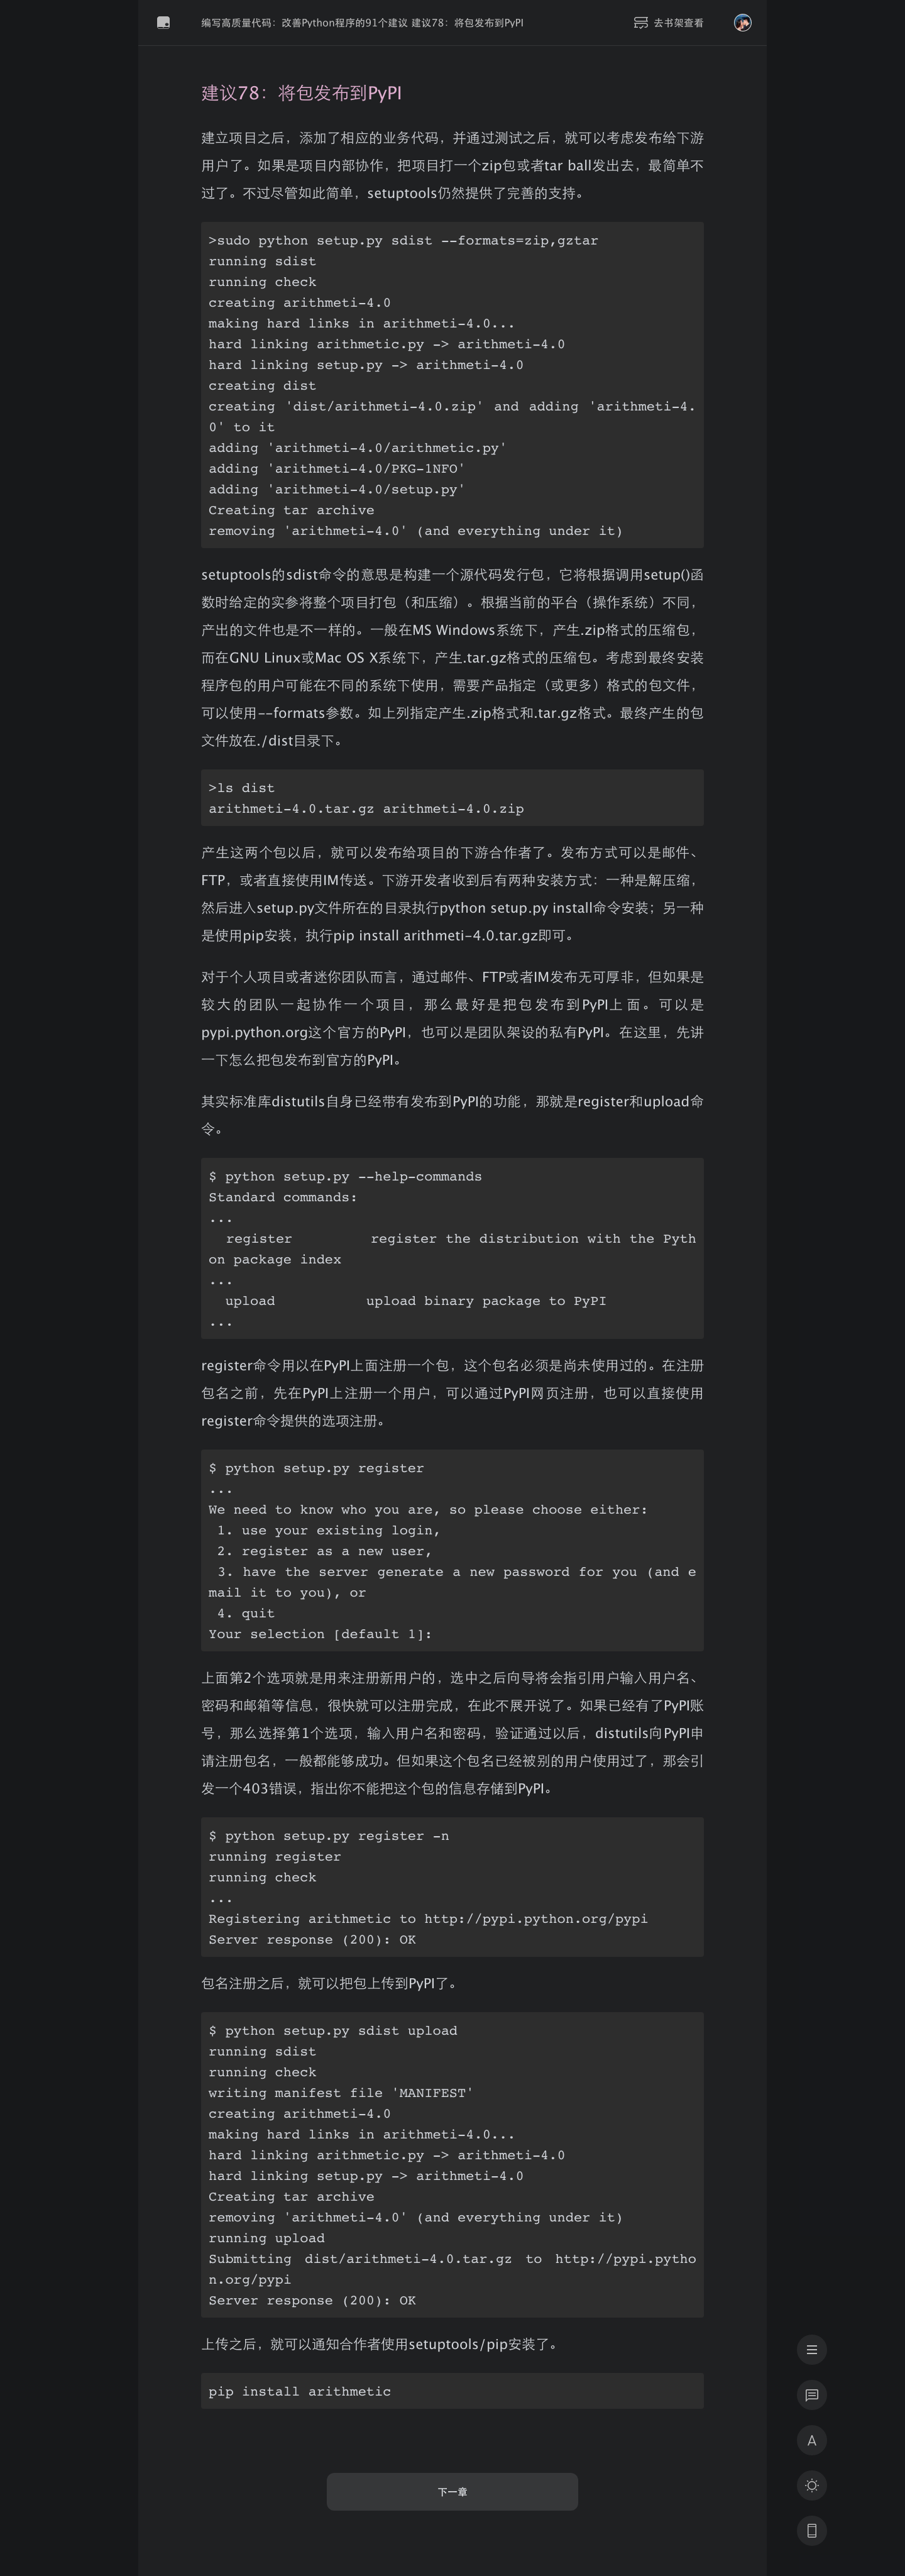 编写高质量代码：改善Python程序的91个建议 建议78：将包发布到PyPI
去书架查看
建议78：将包发布到PyPI
建立项目之后，添加了相应的业务代码，并通过测试之后，就可以考虑发布给下游
用户了。如果是项目内部协作，把项目打一个zip包或者tar ball发出去，最简单不
过了。不过尽管如此简单，setuptools仍然提供了完善的支持。
>sudo python setup.py sdist --formats=zip,gztar
running sdist
running check
creating arithmeti-4.0
making hard links in arithmeti-4.0...
hard linking arithmetic.py -> arithmeti-4.0
hard linking setup.py -> arithmeti-4.0
creating dist
creating 'dist/arithmeti-4.0.zip' and adding 'arithmeti-4.
0' to it
adding 'arithmeti-4.0/arithmetic.py'
adding 'arithmeti-4.0/PKG-1NFO'
adding 'arithmeti-4.0/setup.py'
Creating tar archive
removing 'arithmeti-4.0' (and everything under it)
setuptools的sdist命令的意思是构建一个源代码发行包，它将根据调用setup()函
数时给定的实参将整个项目打包（和压缩）。根据当前的平台（操作系统）不同，
产出的文件也是不一样的。一般在MS Windows系统下，产生.zip格式的压缩包，
而在GNU Linux或Mac OS X系统下，产生.tar.gz格式的压缩包。考虑到最终安装
程序包的用户可能在不同的系统下使用，需要产品指定（或更多）格式的包文件，
可以使用--formats参数。如上列指定产生.zip格式和.tar.gz格式。最终产生的包
文件放在./dist目录下。
>ls dist
arithmeti-4.0.tar.gz arithmeti-4.0.zip
产生这两个包以后，就可以发布给项目的下游合作者了。发布方式可以是邮件、
FTP，或者直接使用IM传送。下游开发者收到后有两种安装方式：一种是解压缩，
然后进入setup.py文件所在的目录执行python setup.py install命令安装；另一种
是使用pip安装，执行pip install arithmeti-4.0.tar.gz即可。
对于个人项目或者迷你团队而言，通过邮件、FTP或者IM发布无可厚非，但如果是
较大的团队一起协作一个项目，那么最好是把包发布到PyPI上面。可以是
pypi.python.org这个官方的PyPI，也可以是团队架设的私有PyPI。在这里，先讲
一下怎么把包发布到官方的PyPI。
其实标准库distutils自身已经带有发布到PyPI的功能，那就是register和upload命
令。
$ python setup.py --help-commands
Standard commands:
...
register register the distribution with the Pyth
on package index
...
upload upload binary package to PyPI
...
register命令用以在PyPI上面注册一个包，这个包名必须是尚未使用过的。在注册
包名之前，先在PyPI上注册一个用户，可以通过PyPI网页注册，也可以直接使用
register命令提供的选项注册。
$ python setup.py register
...
We need to know who you are, so please choose either:
1. use your existing login,
2. register as a new user,
3. have the server generate a new password for you (and e
mail it to you), or
4. quit
Your selection [default 1]:
上面第2个选项就是用来注册新用户的，选中之后向导将会指引用户输入用户名、
密码和邮箱等信息，很快就可以注册完成，在此不展开说了。如果已经有了PyPI账
号，那么选择第1个选项，输入用户名和密码，验证通过以后，distutils向PyPI申
请注册包名，一般都能够成功。但如果这个包名已经被别的用户使用过了，那会引
发一个403错误，指出你不能把这个包的信息存储到PyPI。
$ python setup.py register -n
running register
running check
...
Registering arithmetic to http://pypi.python.org/pypi
Server response (200): OK
包名注册之后，就可以把包上传到PyPI了。
$ python setup.py sdist upload
running sdist
running check
writing manifest file 'MANIFEST'
creating arithmeti-4.0
making hard links in arithmeti-4.0...
hard linking arithmetic.py -> arithmeti-4.0
hard linking setup.py -> arithmeti-4.0
Creating tar archive
removing 'arithmeti-4.0' (and everything under it)
running upload
Submitting dist/arithmeti-4.0.tar.gz to http://pypi.pytho
n.org/pypi
Server response (200): OK
上传之后，就可以通知合作者使用setuptools/pip安装了。
pip install arithmetic
A
下一章